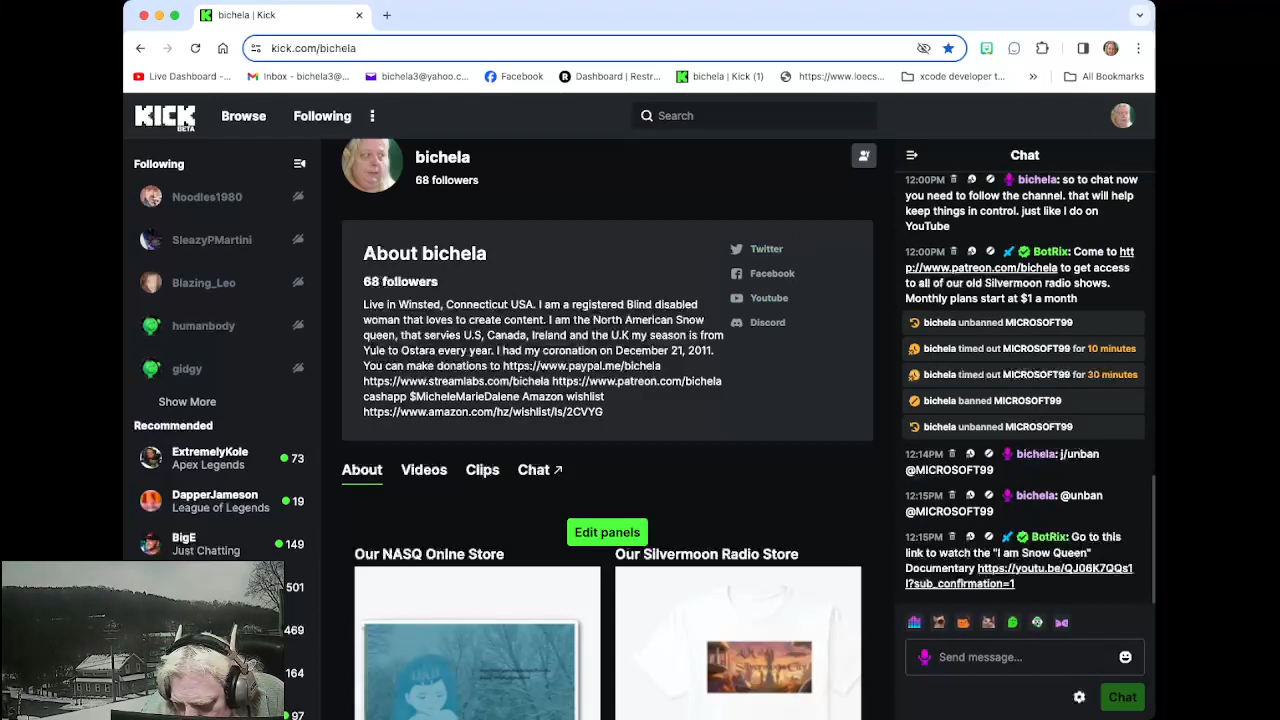 bichela | Kick
kick.com/bichela
Live Dashboard -...
Inbox - bichela3@...
bichela3@yahoo.c...
Facebook
Dashboard | Restr...
bichela | Kick (1)
https://www.loecs...
xcode developer t...
All Bookmarks
KICK
BETA
Browse
Following
Search
Following
Noodles1980
SleazyPMartini
Blazing_Leo
humanbody
gidgy
Show More
Recommended
ExtremelyKole
73
Apex Legends
DapperJameson
19
League of Legends
BigE
149
Just Chatting
501
469
164
97
bichela
68 followers
About bichela
68 followers
Live in Winsted, Connecticut USA. I am a registered Blind disabled
woman that loves to create content. I am the North American Snow
queen, that servies U.S, Canada, Ireland and the U.K my season is from
Yule to Ostara every year. I had my coronation on December 21, 2011.
You can make donations to https://www.paypal.me/bichela
https://www.streamlabs.com/bichela https://www.patreon.com/bichela
cashapp $MicheleMarieDalene Amazon wishlist
https://www.amazon.com/hz/wishlist/ls/2CVYG
Twitter
Facebook
Youtube
Discord
About
Videos
Clips
Chat
Edit panels
Our NASQ Onlne Store
Our Silvermoon Radio Store
Silvermoon City
Chat
12:00PM bichela: so to chat now
you need to follow the channel. that will help
keep things in control. just like I do on
YouTube
12:00PM BotRix: Come to htt
p://www.patreon.com/bichela to get access
to all of our old Silvermoon radio shows.
Monthly plans start at $1 a month
bichela unbanned MICROSOFT99
bichela timed out MICROSOFT99 for 10 minutes
bichela timed out MICROSOFT99 for 30 minutes
bichela banned MICROSOFT99
bichela unbanned MICROSOFT99
12:14PM bichela: j/unban
@MICROSOFT99
12:15PM bichela: @unban
@MICROSOFT99
12:15PM BotRix: Go to this
link to watch the "I am Snow Queen"
Documentary https://youtu.be/QJ06K7QQs1
I?sub_confirmation=1
Send message...
Chat